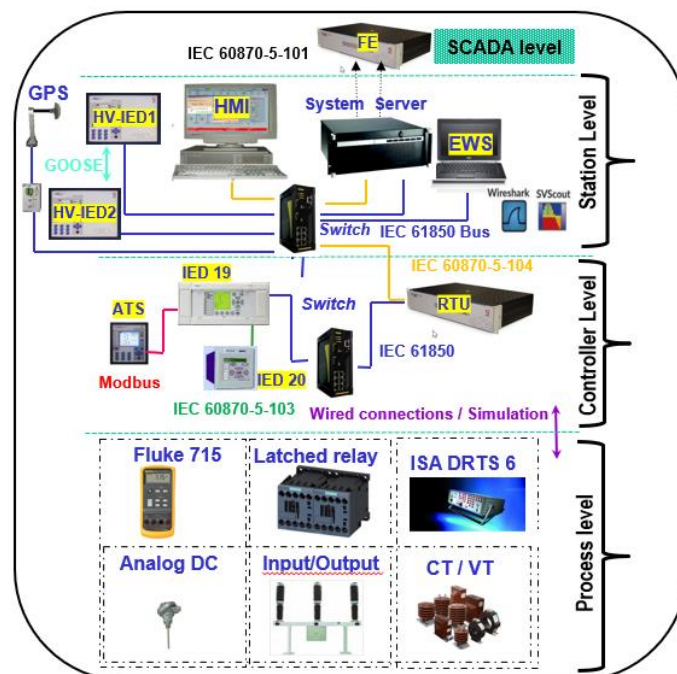 IEC 60870-5-101
FE
SCADA level
GPS
HV-IED1
HMI
System Server
EWS
GOOSE
HV-IED2
Wireshark
SVScout
Switch
IEC 61850 Bus
Station Level
IEC 60870-5-104
IED 19
Switch
RTU
ATS
IEC 61850
Modbus
IED 20
IEC 60870-5-103
Controller Level
Wired connections / Simulation
Fluke 715
Latched relay
ISA DRTS 6
Analog DC
Input/Output
CT / VT
Process level